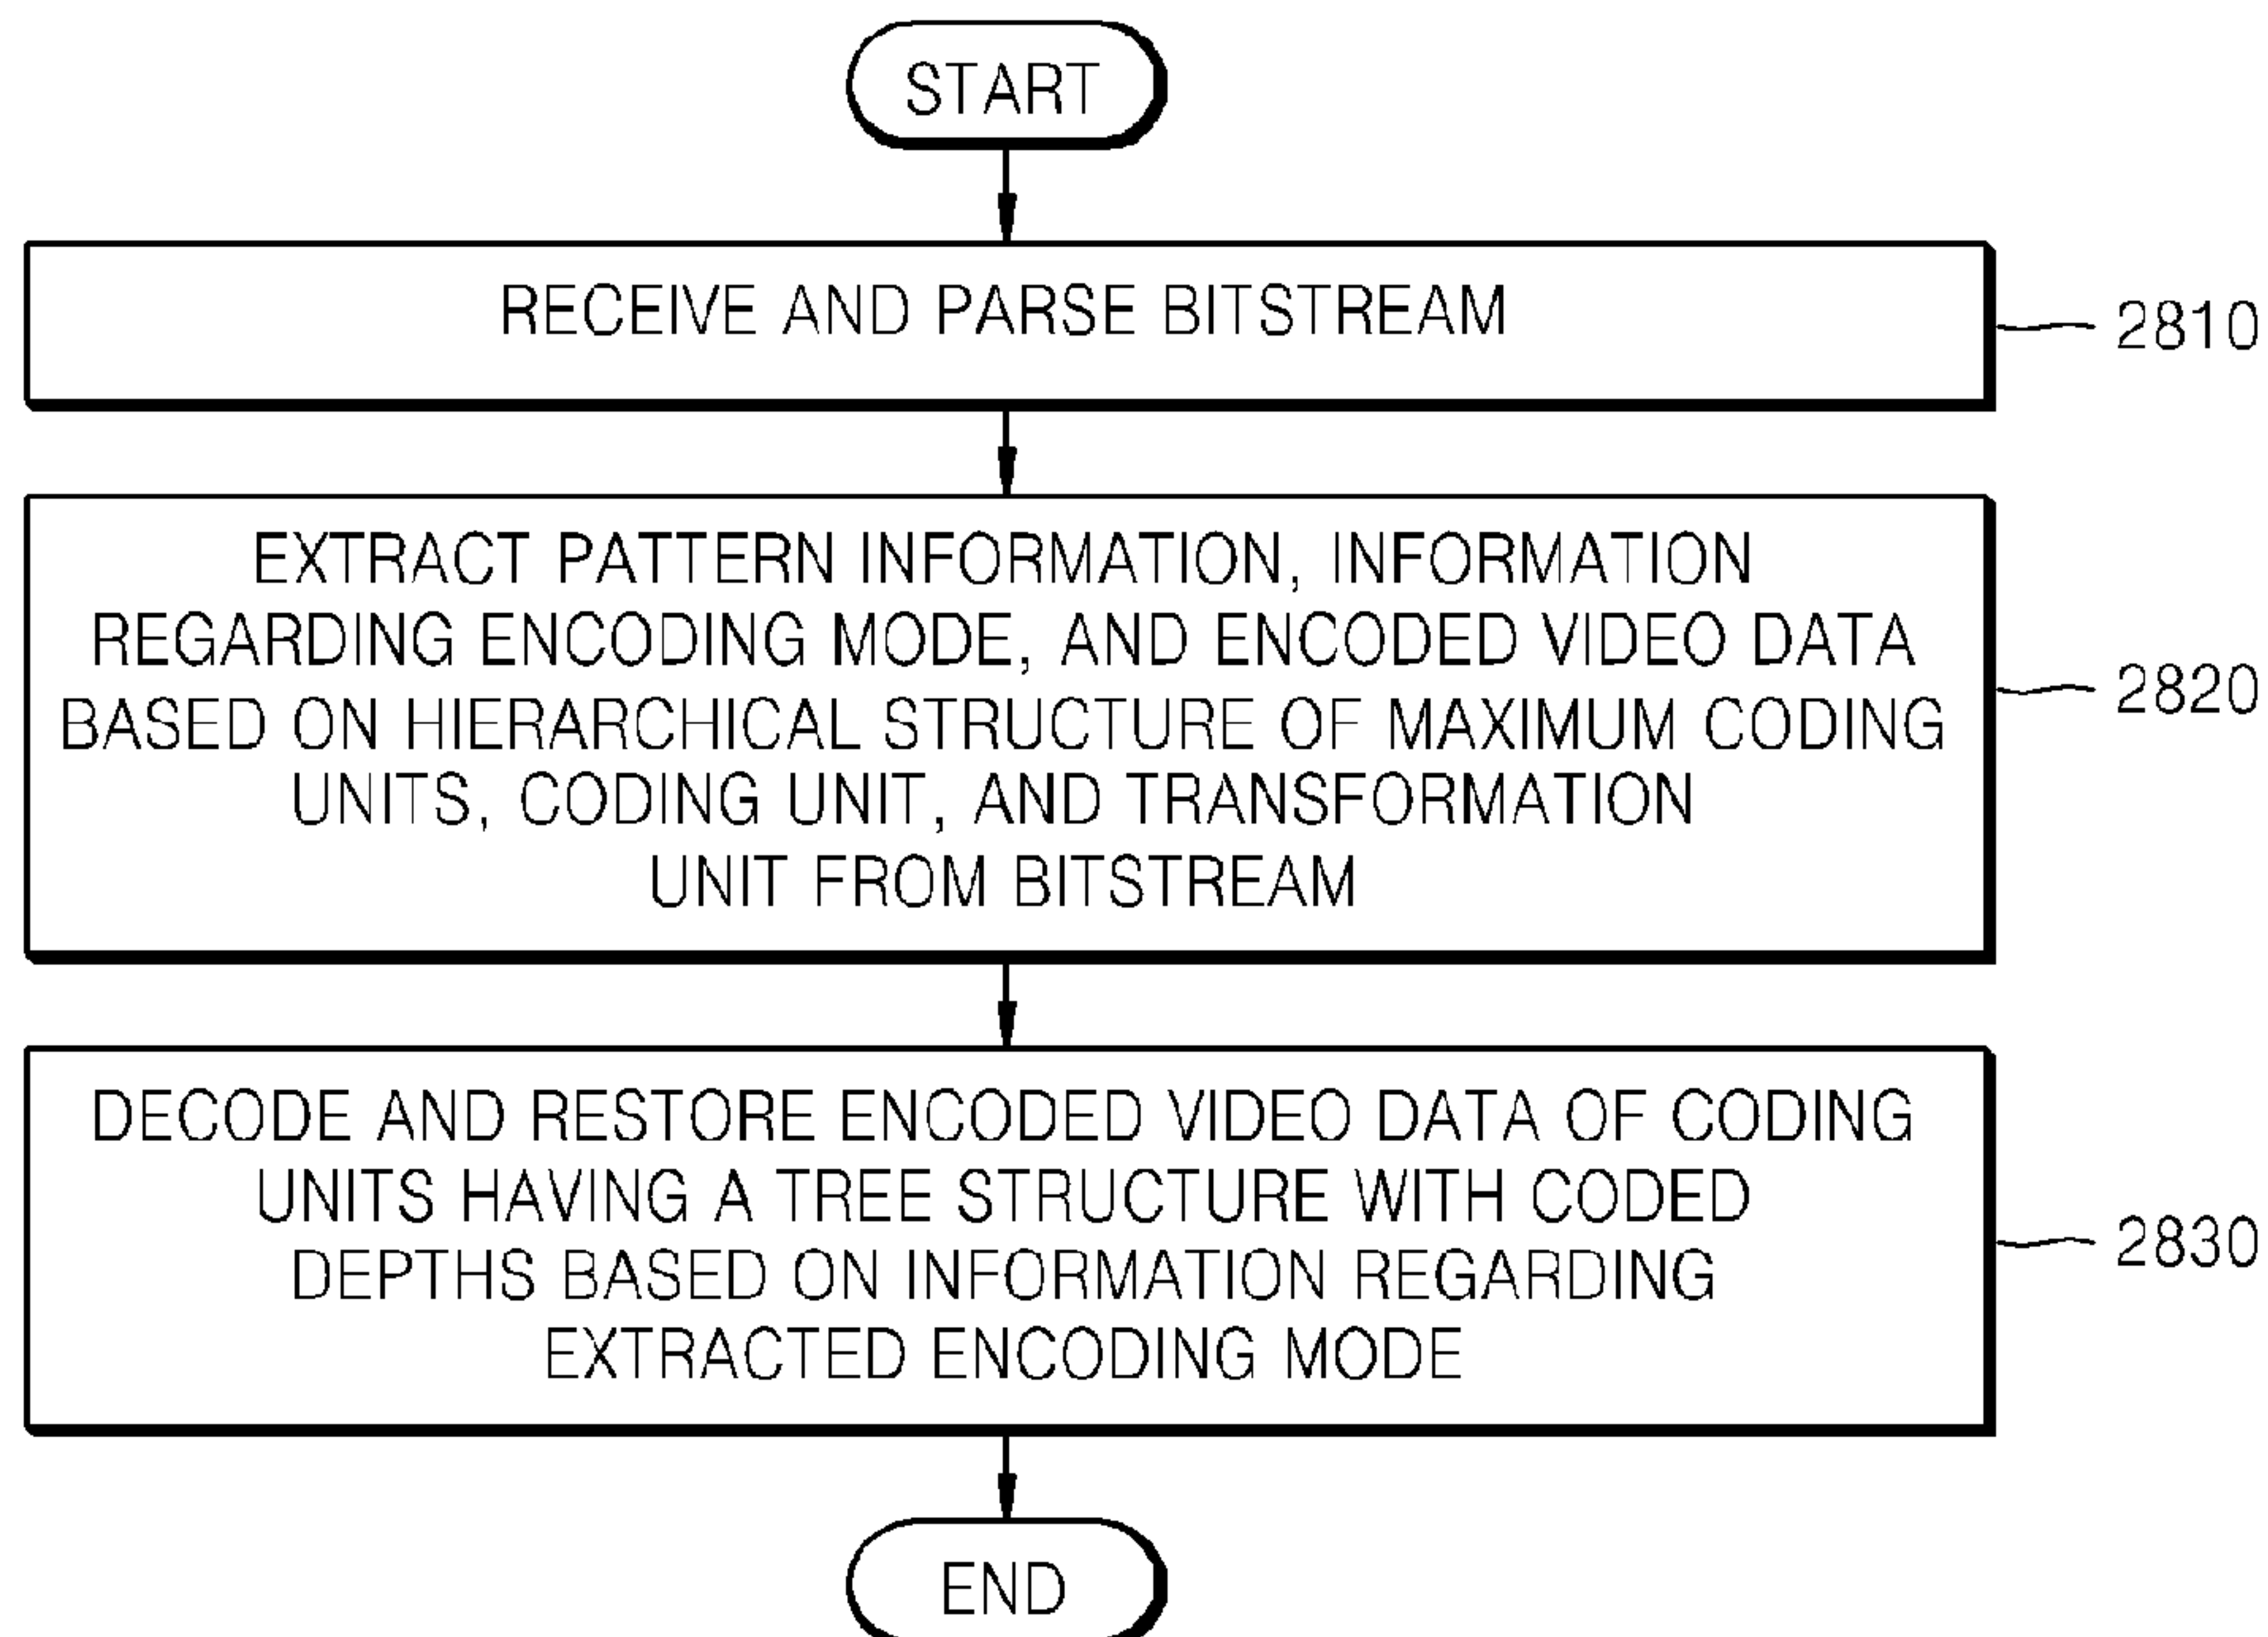 START
RECEIVE AND PARSE BITSTREAM
2810
EXTRACT PATTERN INFORMATION, INFORMATION
REGARDING ENCODING MODE, AND ENCODED VIDEO DATA
BASED ON HIERARCHICAL STRUCTURE OF MAXIMUM CODING
UNITS, CODING UNIT, AND TRANSFORMATION
UNIT FROM BITSTREAM
2820
DECODE AND RESTORE ENCODED VIDEO DATA OF CODING
UNITS HAVING A TREE STRUCTURE WITH CODED
DEPTHS BASED ON INFORMATION REGARDING
EXTRACTED ENCODING MODE
2830
END